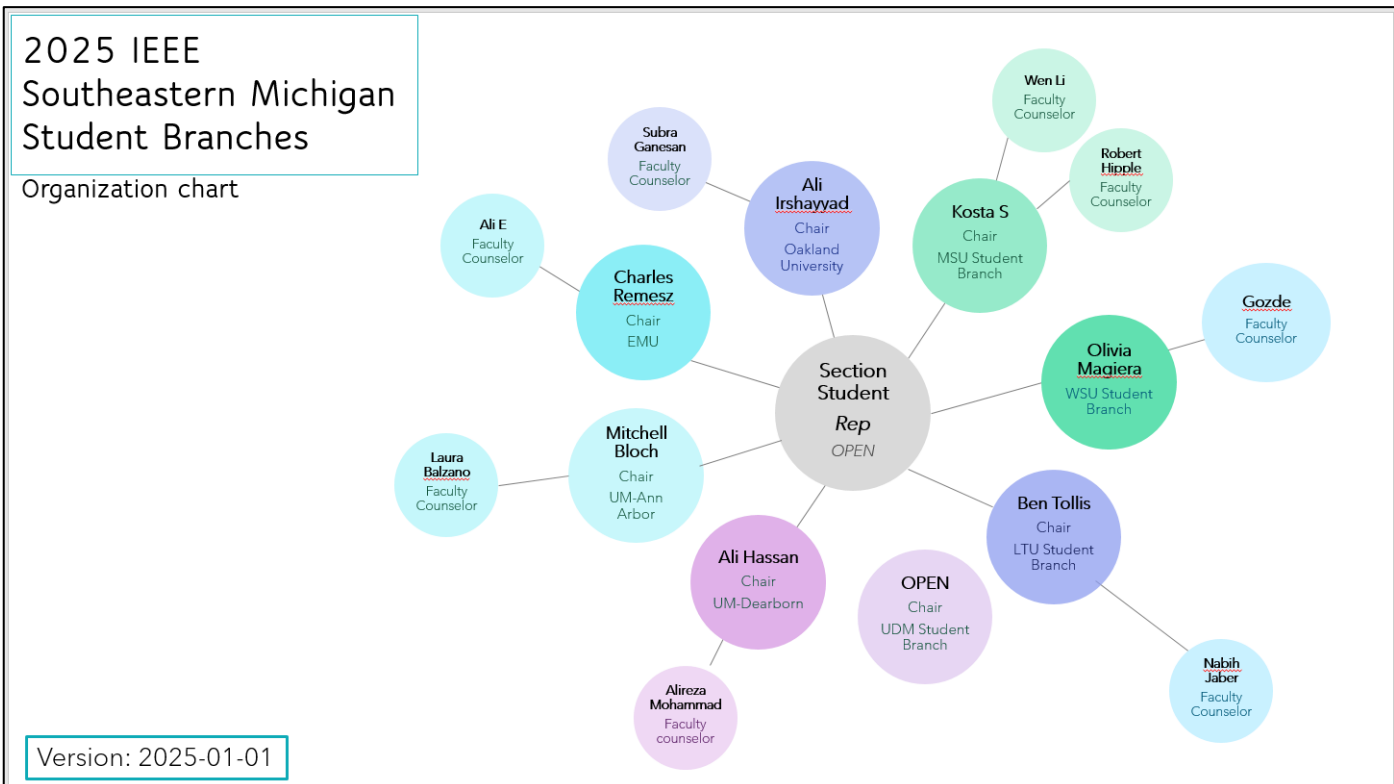 2025 IEEE
Southeastern Michigan
Student Branches
Organization chart
Wen Li
Faculty
Counselor
Robert
Hipple
Faculty
Counselor
Subra
Ganesan
Faculty
Counselor
Ali
Irshayyad
Chair
Oakland
University
Kosta S
Chair
MSU Student
Branch
Ali E
Faculty
Counselor
Charles
Remesz
Chair
EMU
Gozde
Faculty
Counselor
Olivia
Magiera
WSU Student
Branch
Section
Student
Rep
OPEN
Mitchell
Bloch
Chair
UM-Ann
Arbor
Laura
Balzano
Faculty
Counselor
Ben Tollis
Chair
LTU Student
Branch
Ali Hassan
Chair
UM-Dearborn
OPEN
Chair
UDM Student
Branch
Nabih
Jaber
Faculty
Counselor
Alireza
Mohammad
Faculty
counselor
Version: 2025-01-01